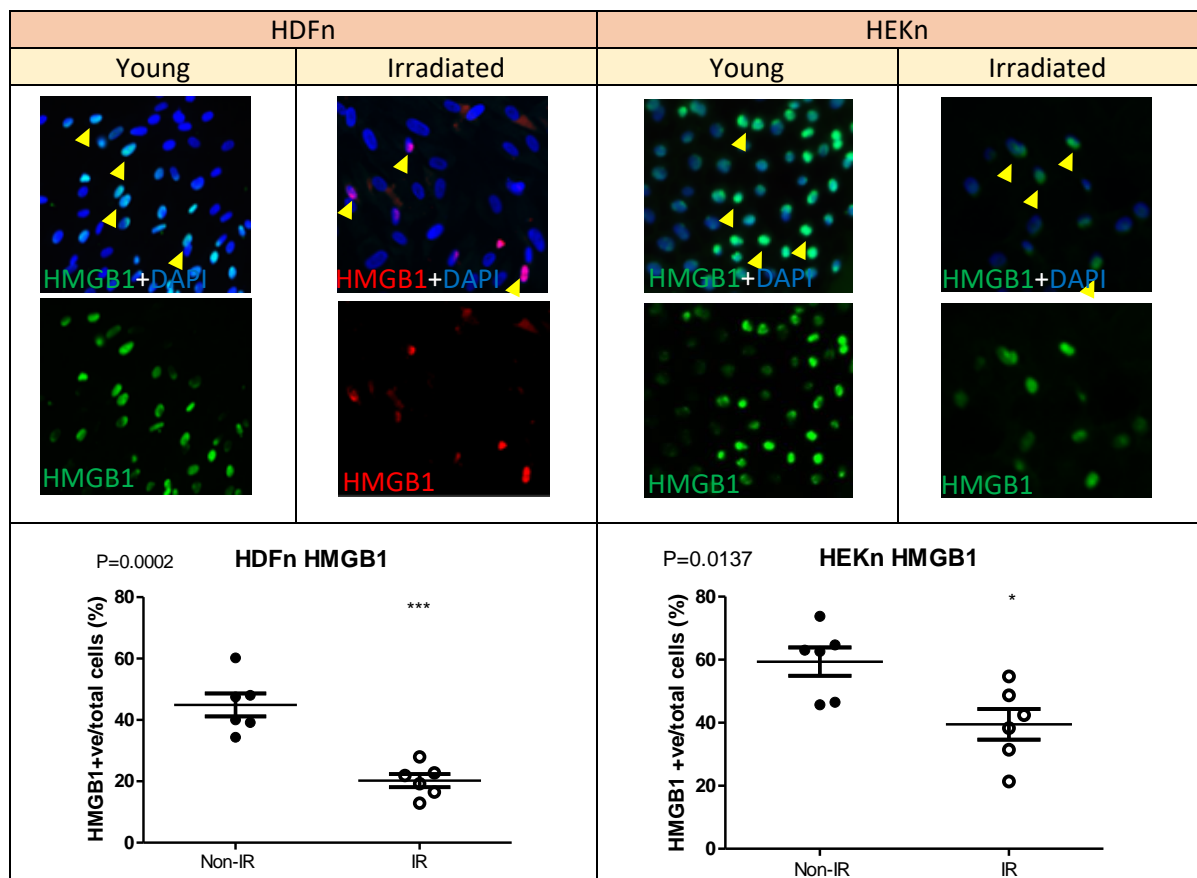 HDFn HEKn
Young Irradiated Young Irradiated
HMGB1+DAPI HMGB1+DAPI HMGB1+DAPI HMGB1+DAPI
HMGB1 HMGB1 HMGB1 HMGB1
P=0.0002 HDFn HMGB1
HMGB1+ve/total cells (%)
80
60
40
20
0
***
Non-IR IR
P=0.0137 HEKn HMGB1
HMGB1 +ve/total cells (%)
80
60
40
20
0
*
Non-IR IR